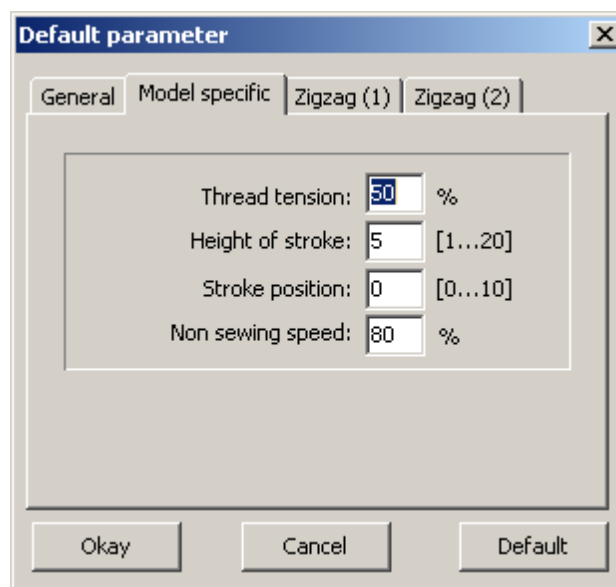 Default parameter
General Model specific Zigzag (1) Zigzag (2)
Thread tension: 50 %
Height of stroke: 5 [1...20]
Stroke position: 0 [0...10]
Non sewing speed: 80 %
Okay Cancel Default